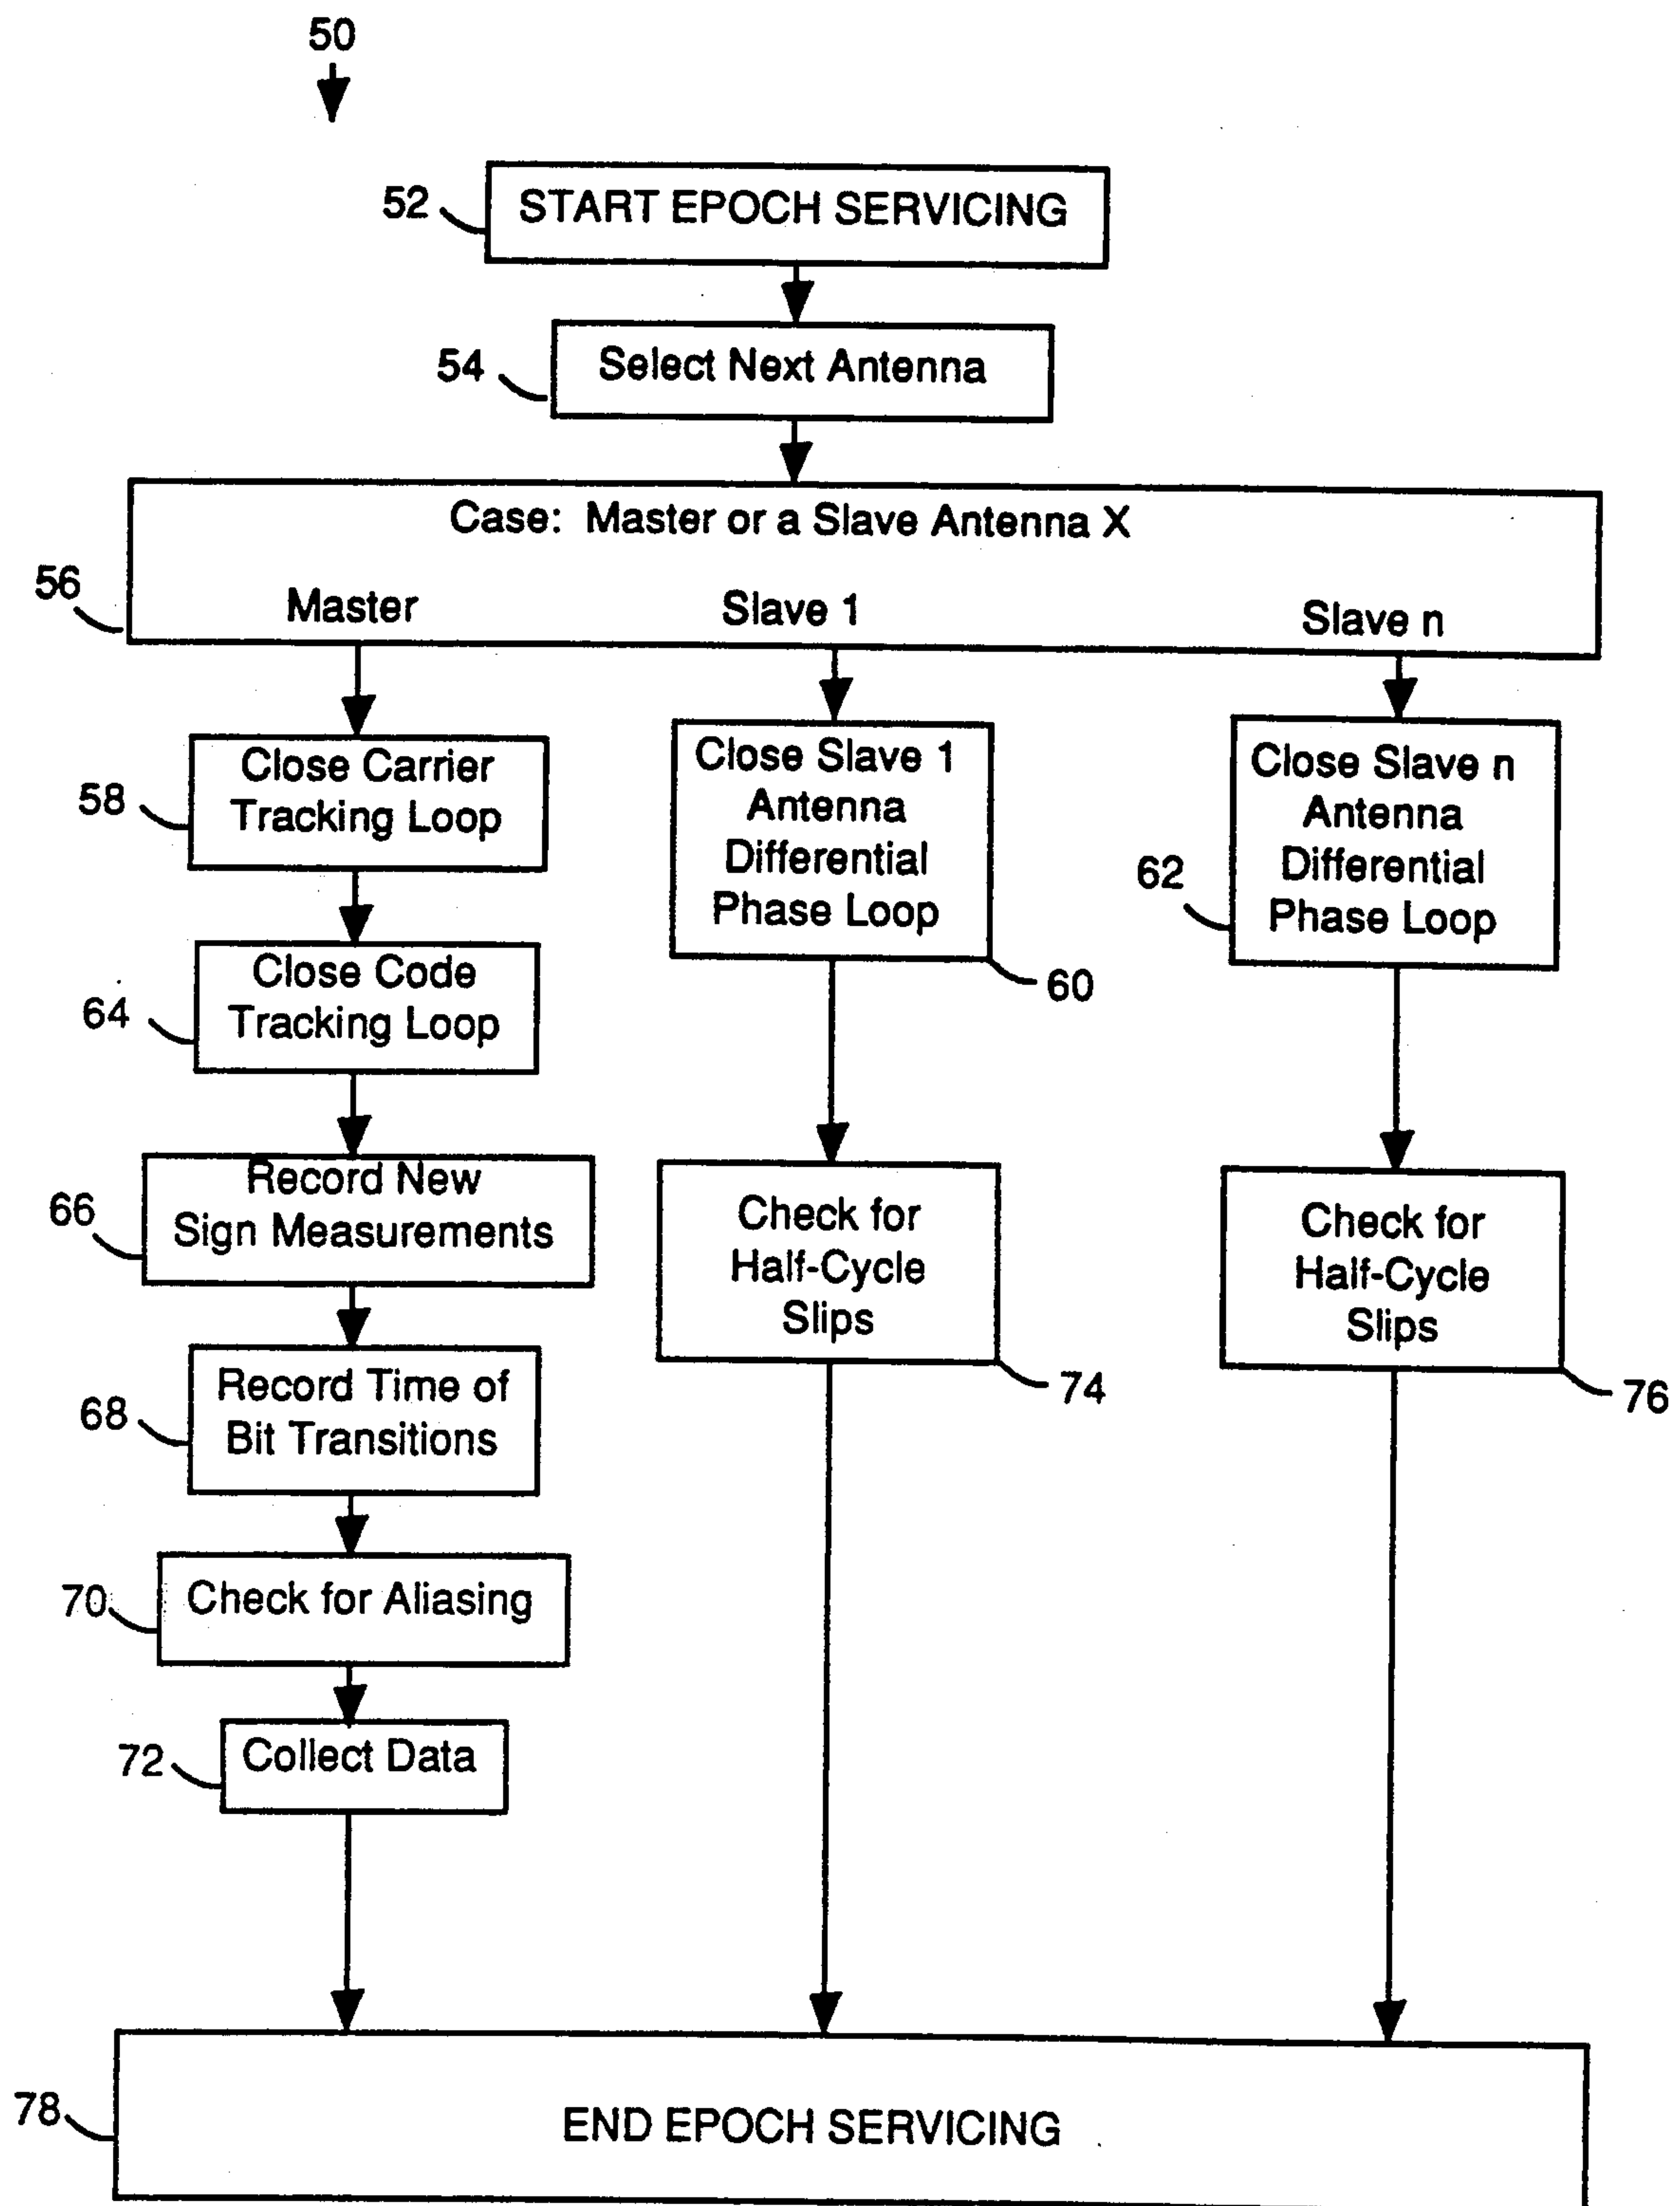 50
52
START EPOCH SERVICING
54
Select Next Antenna
Case: Master or a Slave Antenna X
56
Master
Slave 1
Slave n
58
Close Carrier
Tracking Loop
Close Slave 1
Antenna
Differential
Phase Loop
60
62
Close Slave n
Antenna
Differential
Phase Loop
64
Close Code
Tracking Loop
66
Record New
Sign Measurements
Check for
Half-Cycle
Slips
74
Check for
Half-Cycle
Slips
76
68
Record Time of
Bit Transitions
70
Check for Aliasing
72
Collect Data
78
END EPOCH SERVICING